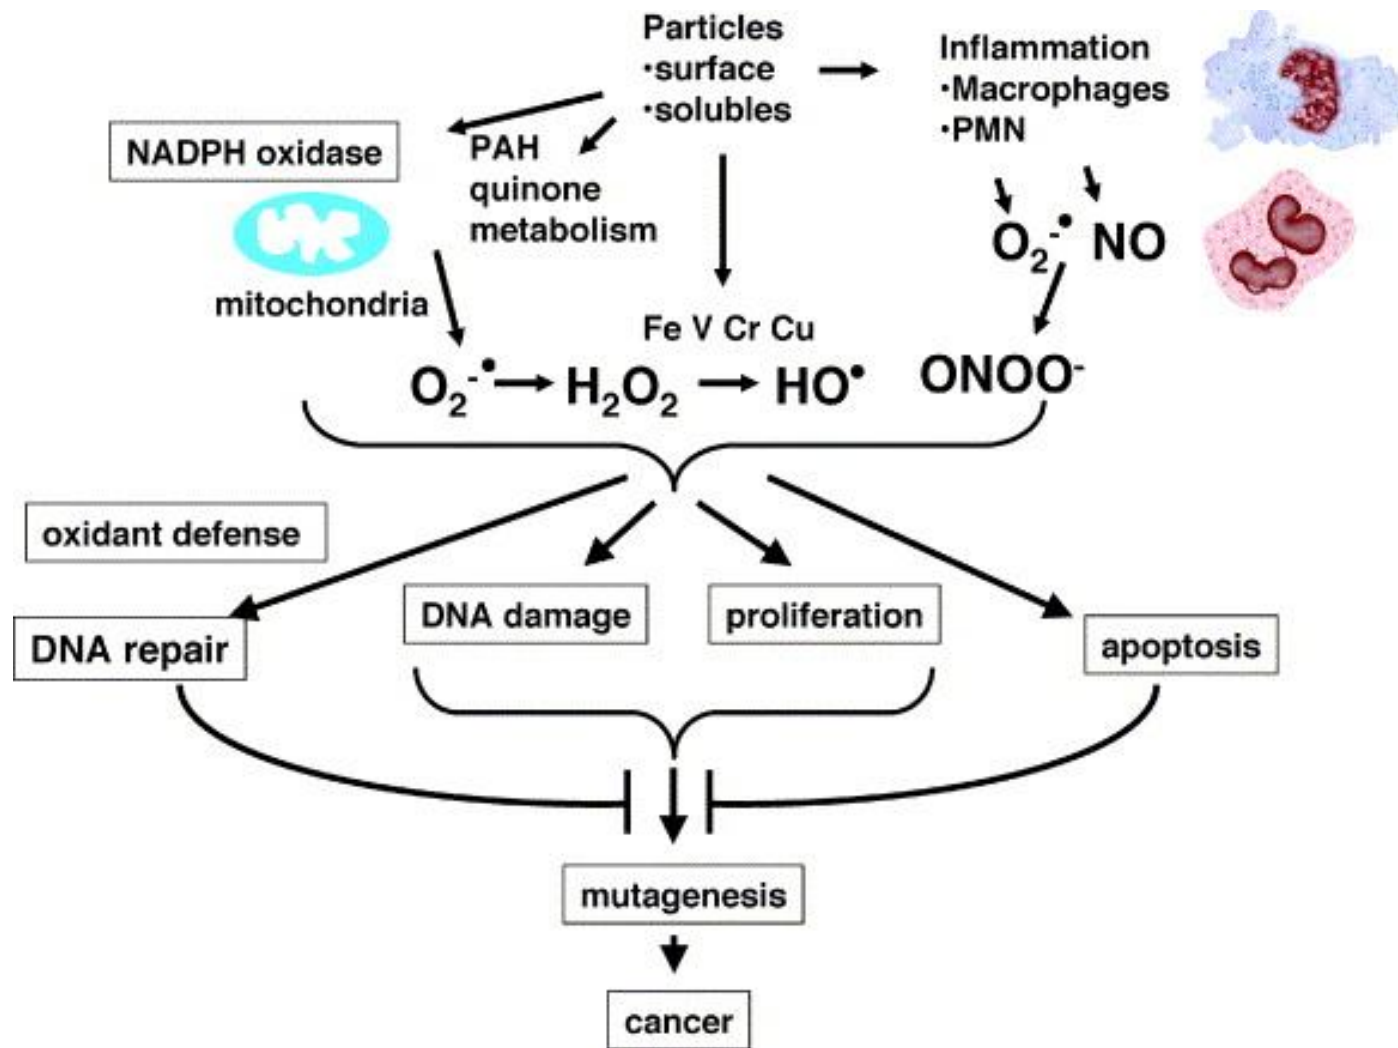 Particles
•surface
•solubles
Inflammation
•Macrophages
•PMN
NADPH oxidase
PAH
quinone
metabolism
mitochondria
O₂⁻• NO
Fe V Cr Cu
O₂⁻• H₂O₂ HO• ONOO⁻
oxidant defense
DNA repair
DNA damage
proliferation
apoptosis
mutagenesis
cancer